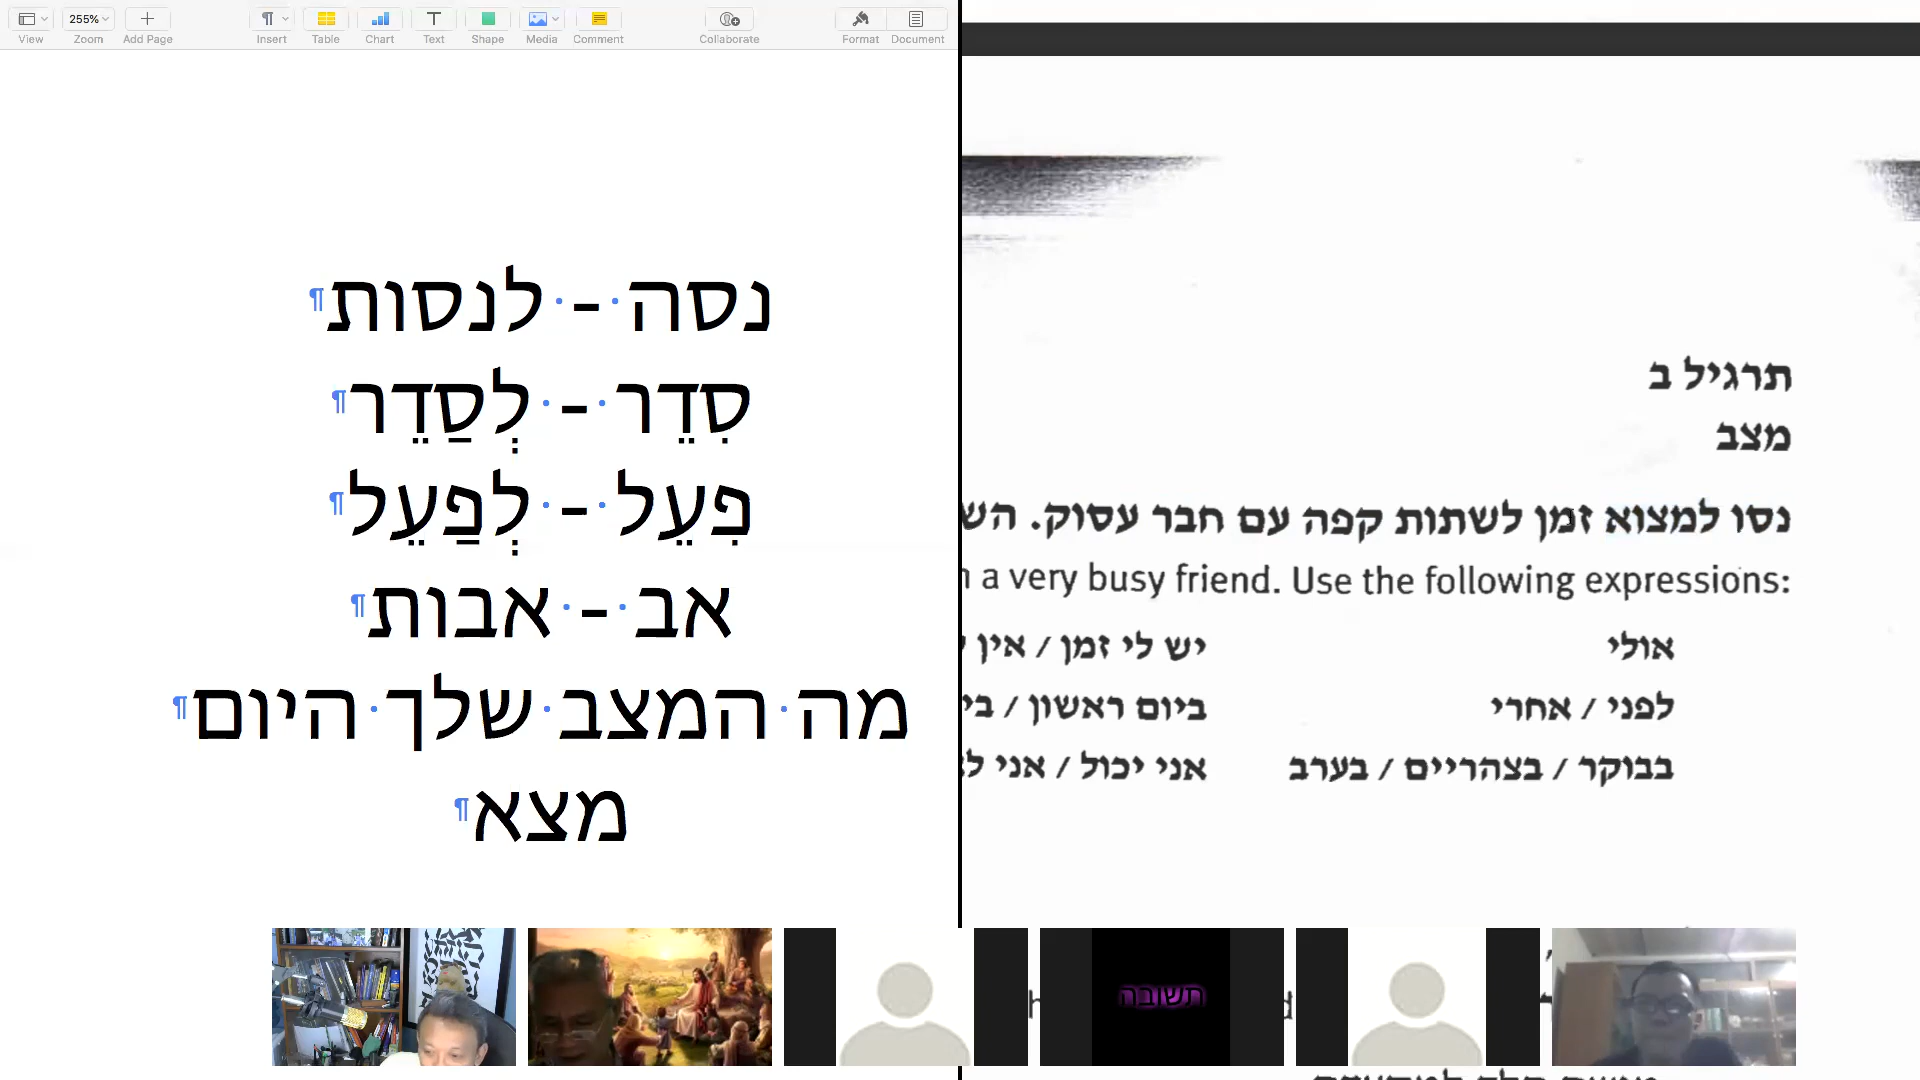 View
255%
Zoom
Add Page
Insert
Table
Chart
Text
Shape
Media
Comment
Collaborate
Format
Document
נסה - לנסות
סִדֵר - לְסַדֵר
פִעֵל - לְפַעֵל
אב - אבות
מה המצב שלך היום
מצא
תרגיל ב
מצב
נסו למצוא זמן לשתות קפה עם חבר עסוק. הש
a very busy friend. Use the following expressions:
אולי
יש לי זמן / אין
לפני / אחרי
ביום ראשון / בי
בבוקר / בצהריים / בערב
אני יכול / אני ל
תשובה